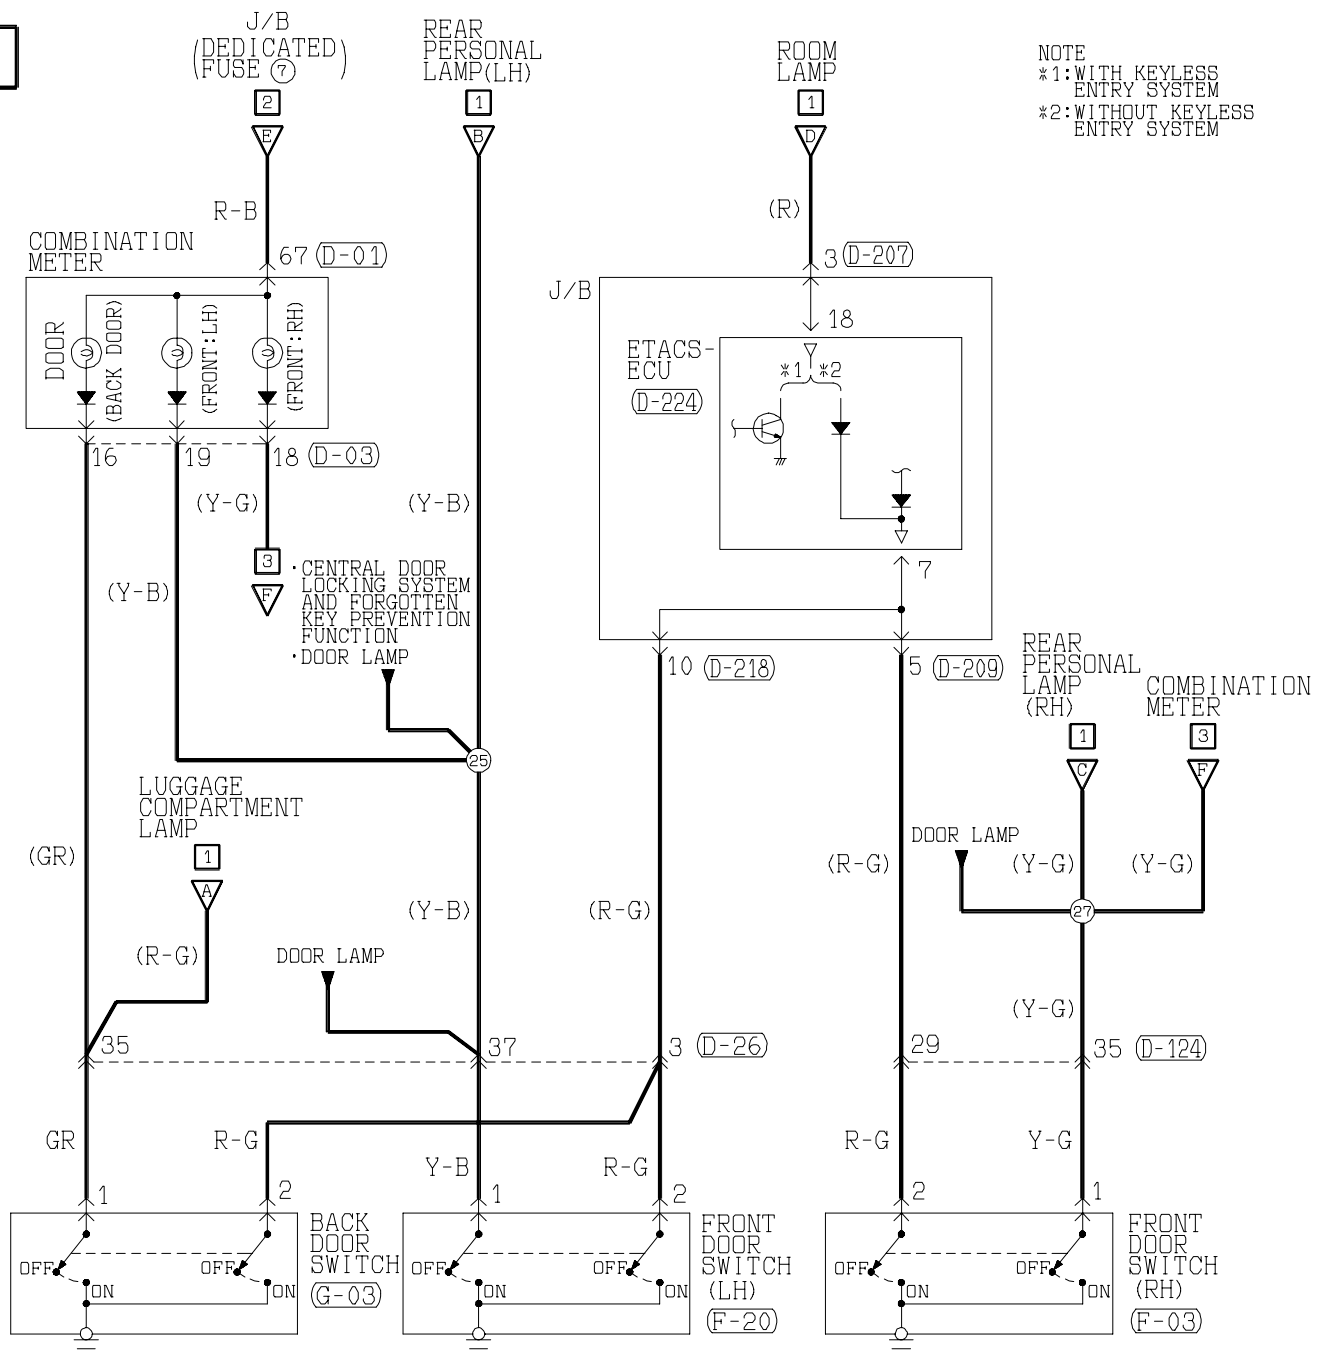 J/B
(DEDICATED)
FUSE ⑦
2
E
R-B
REAR
PERSONAL
LAMP(LH)
1
B
ROOM
LAMP
1
D
(R)
NOTE
*1:WITH KEYLESS
ENTRY SYSTEM
*2:WITHOUT KEYLESS
ENTRY SYSTEM
COMBINATION
METER
67 (D-01)
DOOR
(BACK DOOR)
(FRONT:LH)
(FRONT:RH)
16
19
18 (D-03)
(Y-G)
(Y-B)
(Y-B)
3
F
·CENTRAL DOOR
LOCKING SYSTEM
AND FORGOTTEN
KEY PREVENTION
FUNCTION
·DOOR LAMP
25
3 (D-207)
J/B
18
ETACS-
ECU
(D-224)
*1 *2
7
10 (D-218)
5 (D-209)
REAR
PERSONAL
LAMP
(RH)
1
C
COMBINATION
METER
3
F
LUGGAGE
COMPARTMENT
LAMP
1
A
(GR)
(R-G)
(Y-B)
(R-G)
(R-G)
DOOR LAMP
(Y-G)
(Y-G)
27
DOOR LAMP
(Y-G)
35
37
3 (D-26)
29
35 (D-124)
GR
R-G
Y-B
R-G
R-G
Y-G
1
2
1
2
2
1
OFF
ON
OFF
ON
BACK
DOOR
SWITCH
(G-03)
OFF
ON
OFF
FRONT
DOOR
SWITCH
(LH)
(F-20)
OFF
ON
OFF
ON
FRONT
DOOR
SWITCH
(RH)
(F-03)